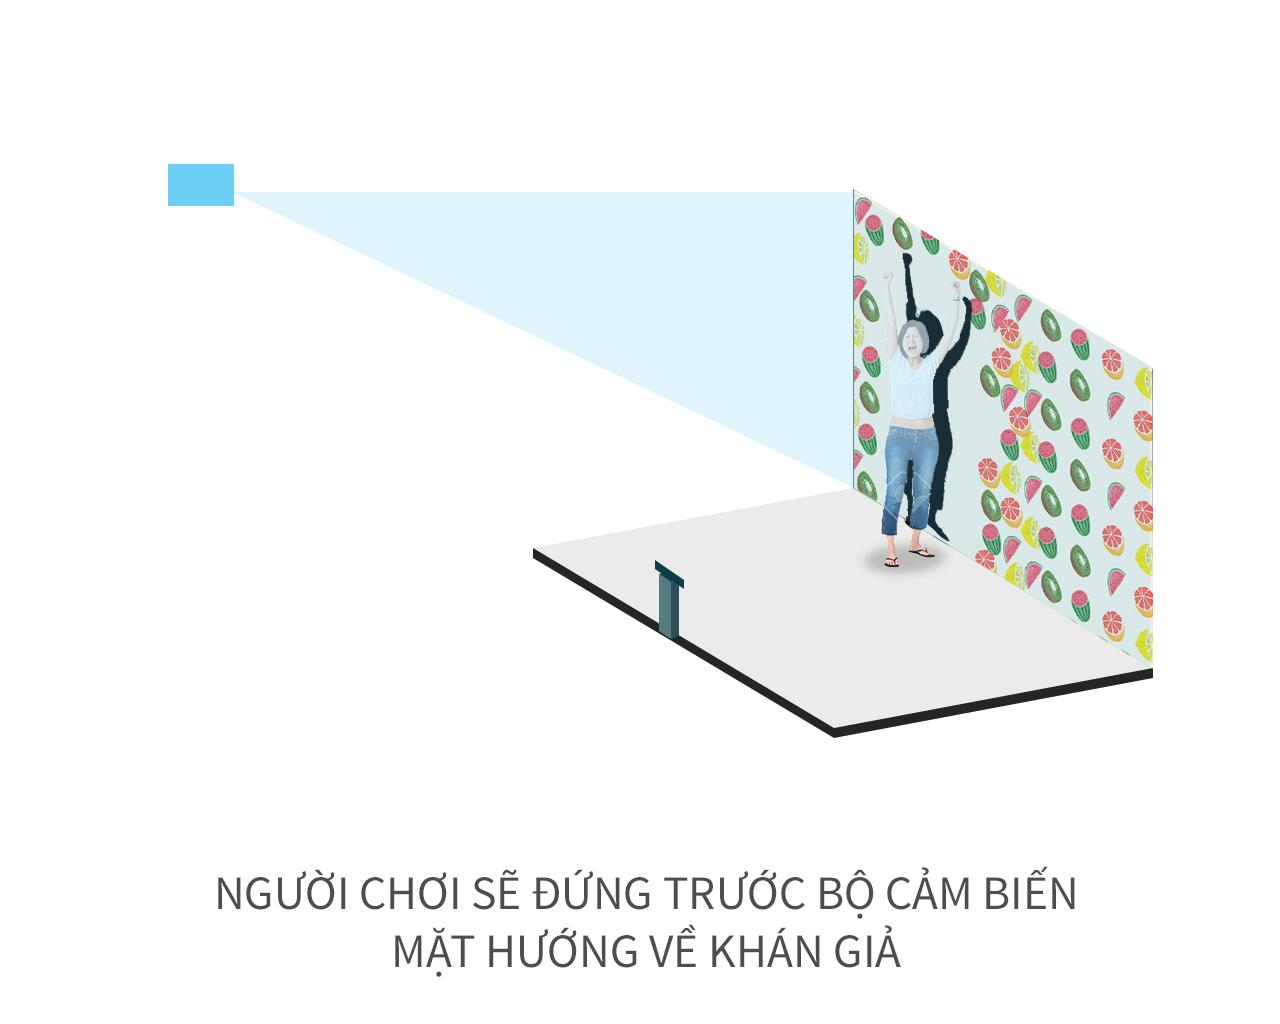 NGƯỜI CHƠI SẼ ĐỨNG TRƯỚC BỘ CẢM BIẾN
MẶT HƯỚNG VỀ KHÁN GIẢ